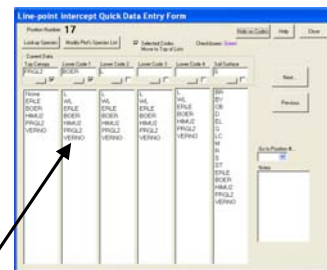 Line-point intercept Quick Data Entry Form
Position Number 17
Hide/on Codes Help Close
Lookup Species Modify Plot's Species List Selected Codes Move to Top of Lists
Current Data
Top Canopy Lower Code 1 Lower Code 2 Lower Code 3 Lower Code 4 Soil Surface
PRGL2 BOER L
None L L L L BR
ERLE WL WL WL WL BY
BOER ERLE ERLE ERLE ERLE CB
HIMU2 BOER BOER BOER BOER D
PRGL2 HIMU2 HIMU2 HIMU2 HIMU2 EL
VERNO PRGL2 PRGL2 PRGL2 PRGL2 G
VERNO VERNO VERNO VERNO LC
M
R
S
ST
ERLE
BOER
HIMU2
PRGL2
VERNO
Next...
Previous
Go to Position #...
Notes